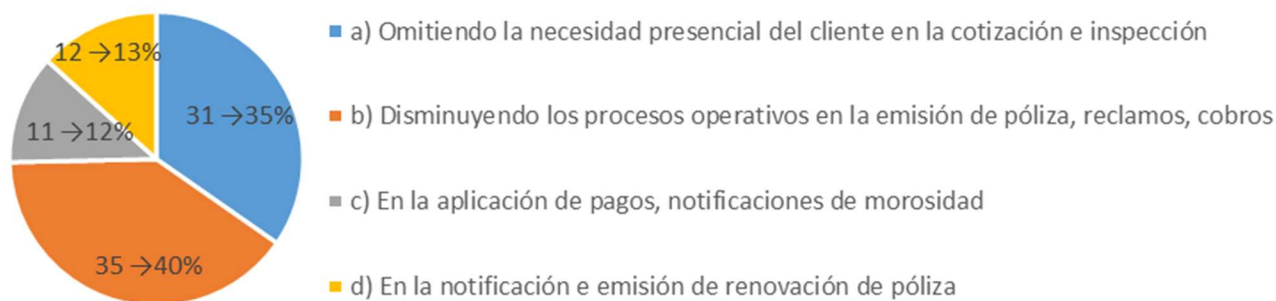 12 →13%
31 →35%
11 →12%
35 →40%
a) Omitiendo la necesidad presencial del cliente en la cotización e inspección
b) Disminuyendo los procesos operativos en la emisión de póliza, reclamos, cobros
c) En la aplicación de pagos, notificaciones de morosidad
d) En la notificación e emisión de renovación de póliza